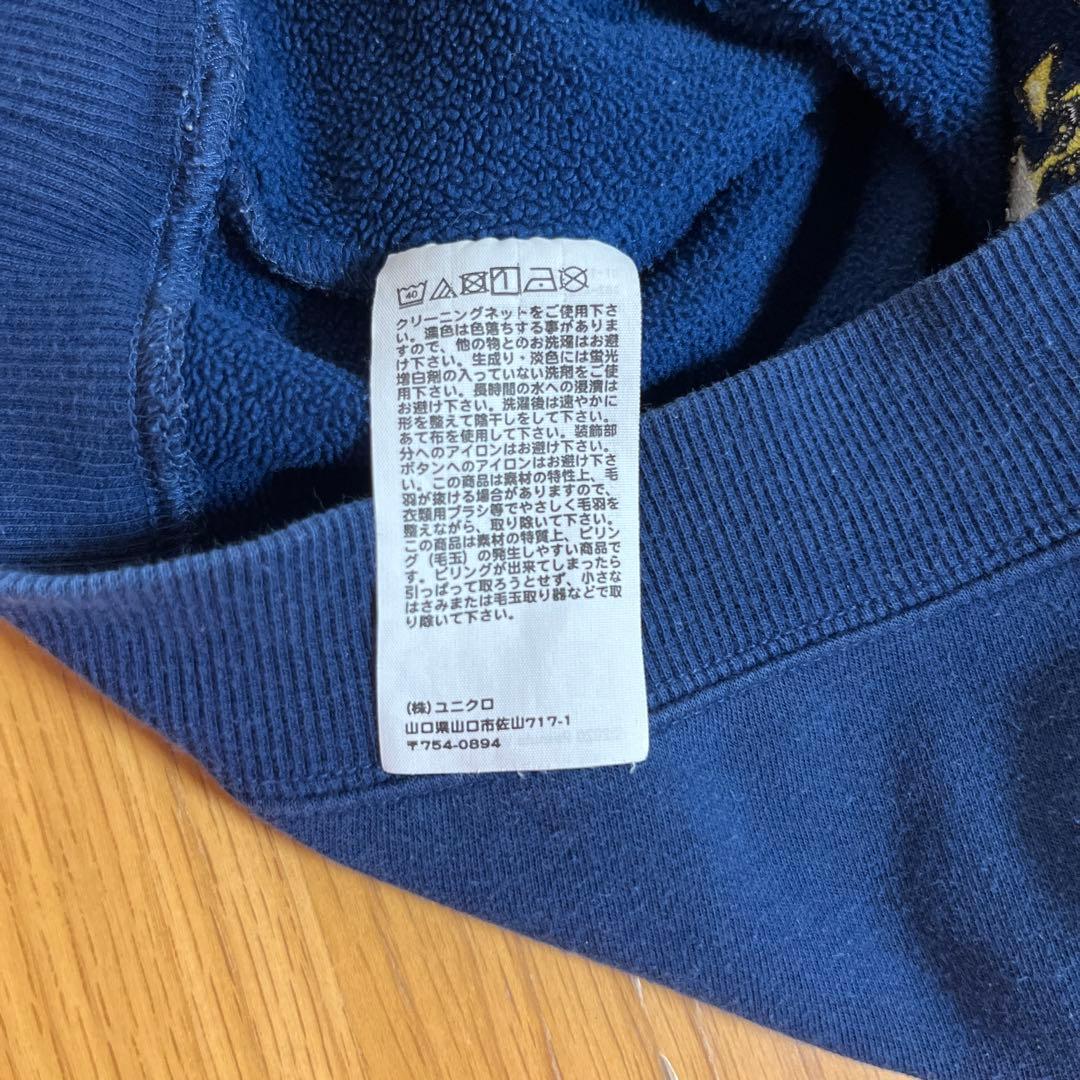 40
クリーニングネットをご使用下さ
い。濃色は色落ちする事がありま
すので、他の物とのお洗濯はお避
け下さい。生成り・淡色には蛍光
増白剤の入っていない洗剤をご使
用下さい。長時間の水への浸漬は
お避け下さい。洗濯後は速やかに
形を整えて陰干しをして下さい。
あて布を使用して下さい。装飾部
分へのアイロンはお避け下さい。
ボタンへのアイロンはお避け下さ
い。この商品は素材の特性上、毛
羽が抜ける場合がありますので、
衣類用ブラシ等でやさしく毛羽を
整えながら、取り除いて下さい。
この商品は素材の特質上、ピリン
グ（毛玉）の発生しやすい商品で
す。ピリングが出来てしまったら
引っぱって取ろうとせず、小さな
はさみまたは毛玉取り器などで取
り除いて下さい。
(株)ユニクロ
山口県山口市佐山717-1
〒754-0894